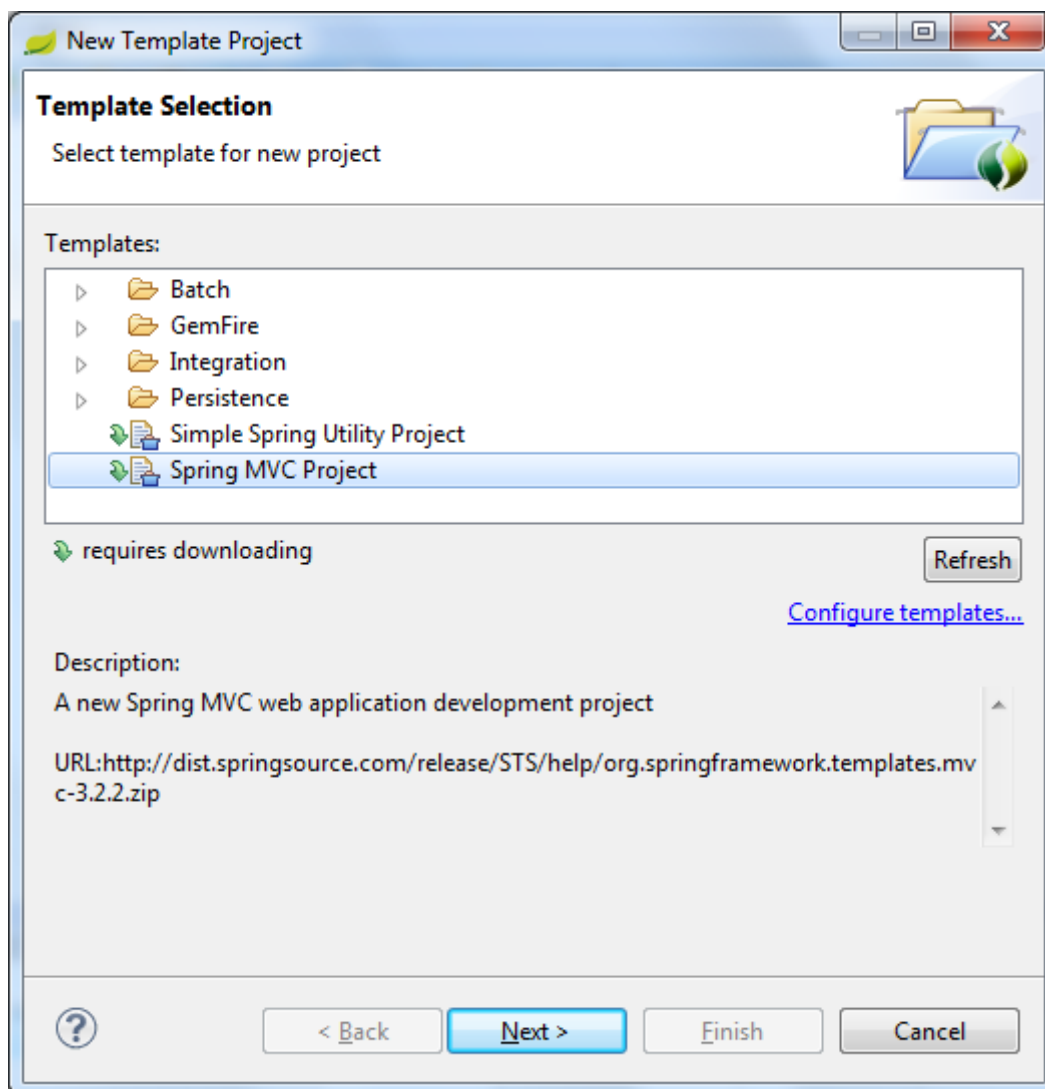 New Template Project
Template Selection
Select template for new project
Templates:
Batch
GemFire
Integration
Persistence
Simple Spring Utility Project
Spring MVC Project
requires downloading
Refresh
Configure templates...
Description:
A new Spring MVC web application development project
URL:http://dist.springsource.com/release/STS/help/org.springframework.templates.mv
c-3.2.2.zip
< Back
Next >
Finish
Cancel